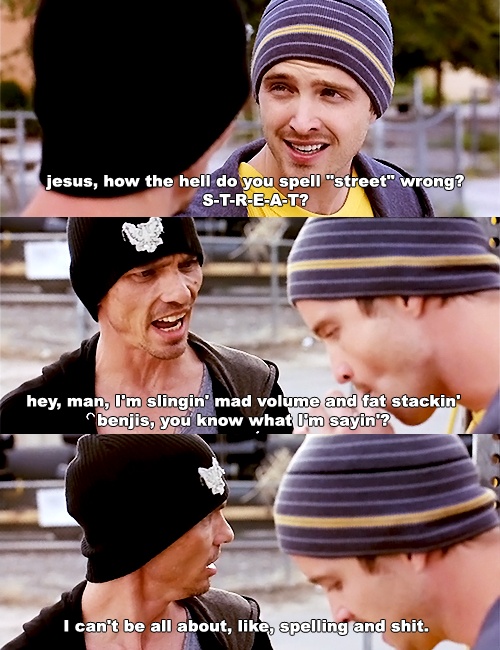 jesus, how the hell do you spell "street" wrong?
S-T-R-E-A-T?
hey, man, I'm slingin' mad volume and fat stackin'
benjis, you know what I'm sayin'?
I can't be all about, like, spelling and shit.